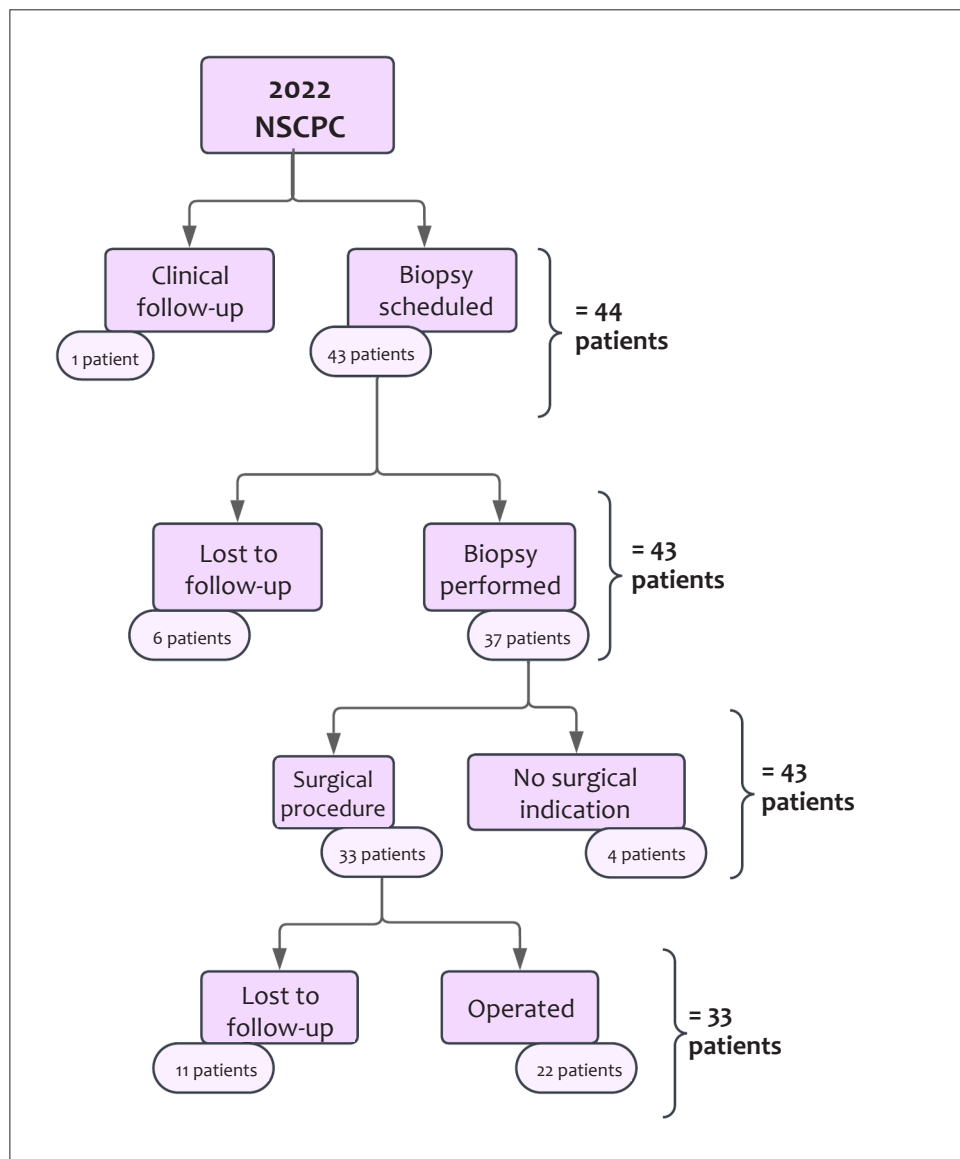 2022
NSCPC
Clinical
follow-up
1 patient
Biopsy
scheduled
43 patients
= 44
patients
Lost to
follow-up
6 patients
Biopsy
performed
37 patients
= 43
patients
Surgical
procedure
33 patients
No surgical
indication
4 patients
= 43
patients
Lost to
follow-up
11 patients
Operated
22 patients
= 33
patients